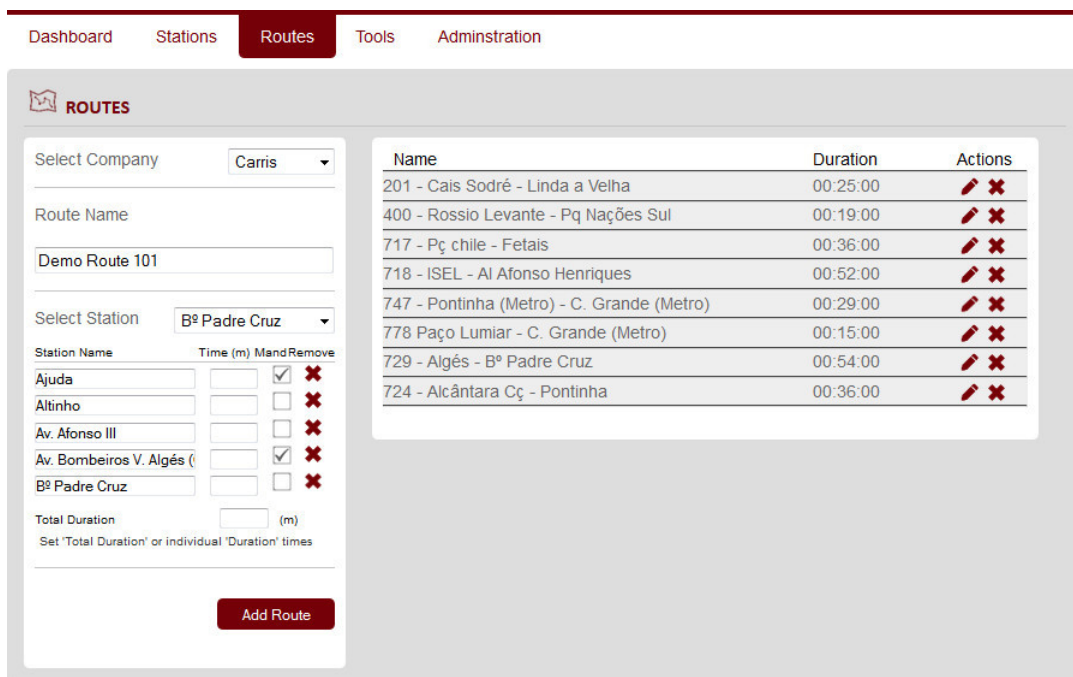 Dashboard Stations Routes Tools Adminstration
ROUTES
Select Company Carris
Route Name
Demo Route 101
Select Station Bº Padre Cruz
Station Name Time (m) Mand Remove
Ajuda
Altinho
Av. Afonso III
Av. Bombeiros V. Algés (
Bº Padre Cruz
Total Duration (m)
Set 'Total Duration' or individual 'Duration' times
Add Route
Name Duration Actions
201 - Cais Sodré - Linda a Velha 00:25:00
400 - Rossio Levante - Pq Nações Sul 00:19:00
717 - Pç chile - Fetais 00:36:00
718 - ISEL - Al Afonso Henriques 00:52:00
747 - Pontinha (Metro) - C. Grande (Metro) 00:29:00
778 Paço Lumiar - C. Grande (Metro) 00:15:00
729 - Algés - Bº Padre Cruz 00:54:00
724 - Alcântara Cç - Pontinha 00:36:00